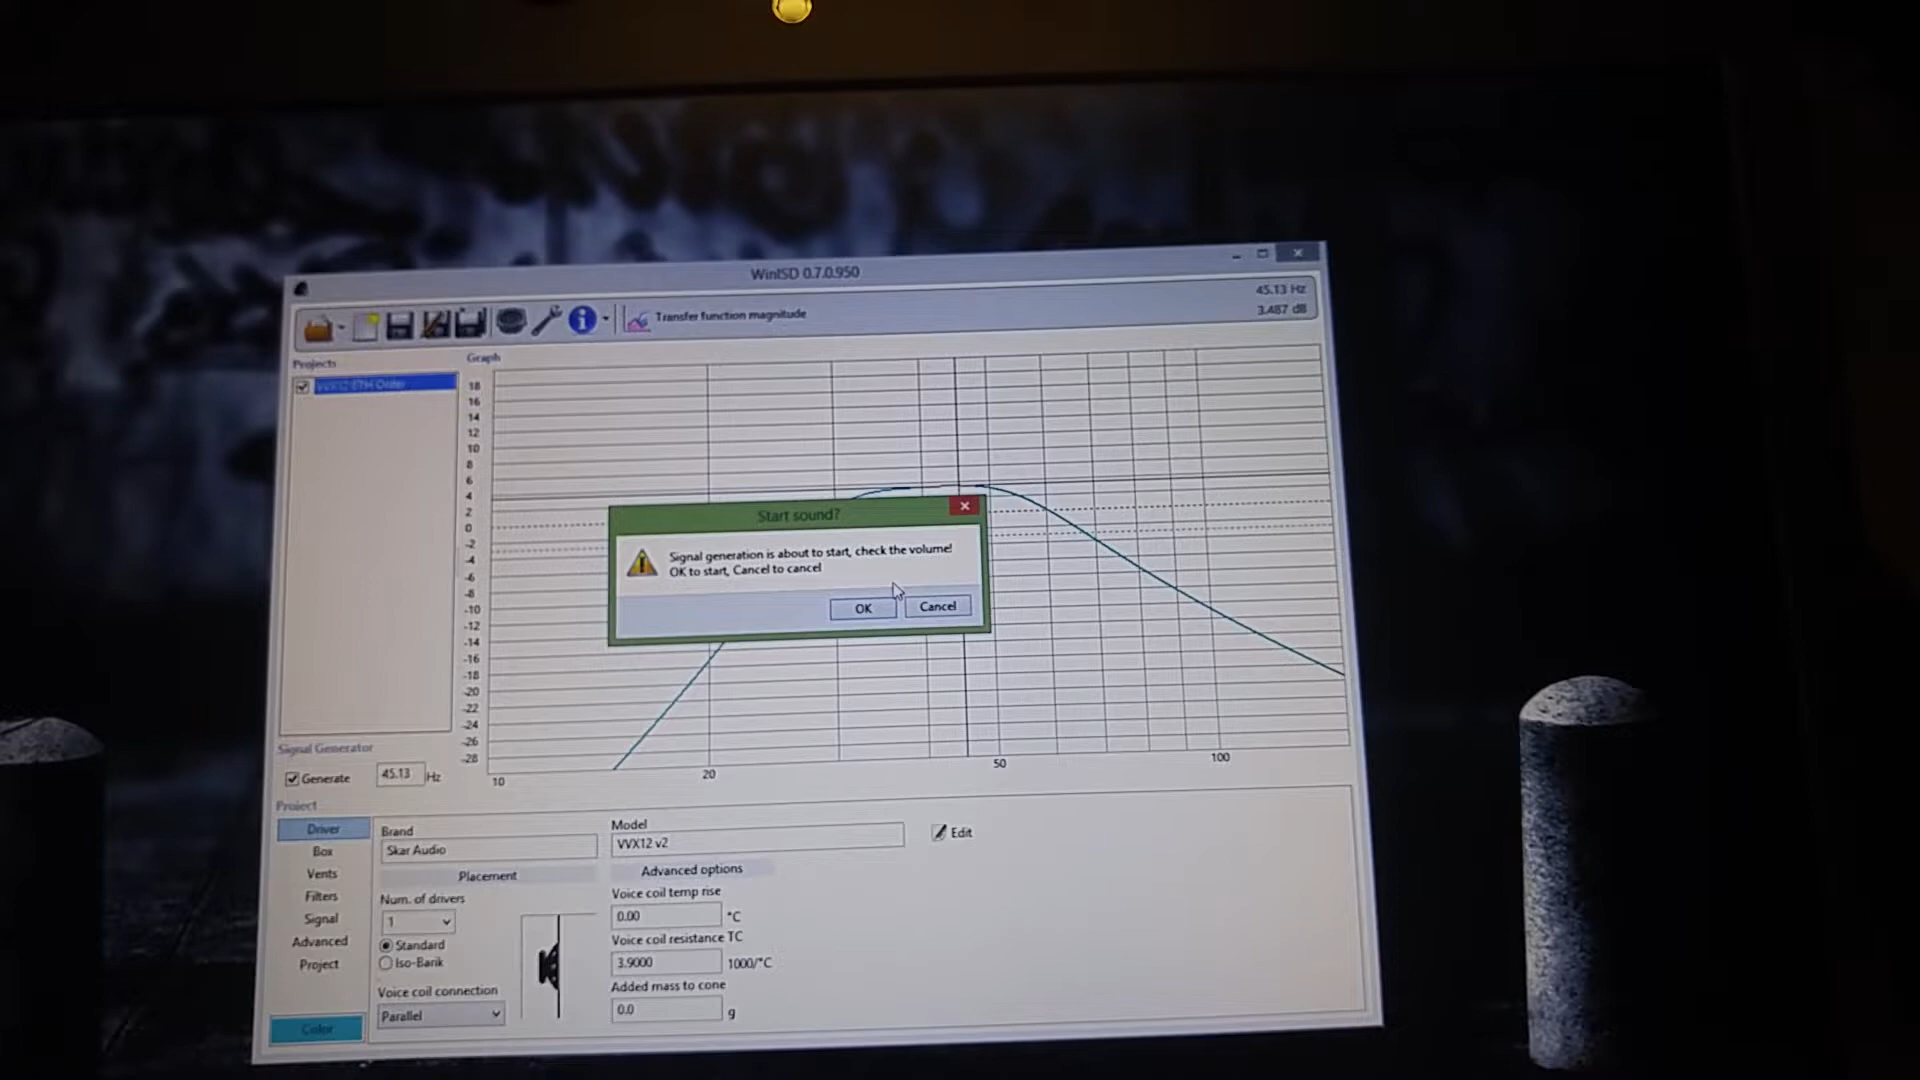 WinISD 0.7.0.950
Transfer function magnitude
45.13 Hz
3.487 dB
Projects
Graph
VVX12 6TH Order
18
16
14
12
10
8
6
4
2
0
-2
-4
-6
-8
-10
-12
-14
-16
-18
-20
-22
-24
-26
-28
10
20
50
100
Start sound?
Signal generation is about to start, check the volume!
OK to start, Cancel to cancel
OK
Cancel
Signal Generator
Generate
45.13
Hz
Project
Driver
Box
Vents
Filters
Signal
Advanced
Project
Color
Brand
Skar Audio
Placement
Num. of drivers
1
Standard
Iso-Barik
Voice coil connection
Parallel
Model
VVX12 v2
Edit
Advanced options
Voice coil temp rise
0.00 °C
Voice coil resistance TC
3.9000 1000/°C
Added mass to cone
0.0 g